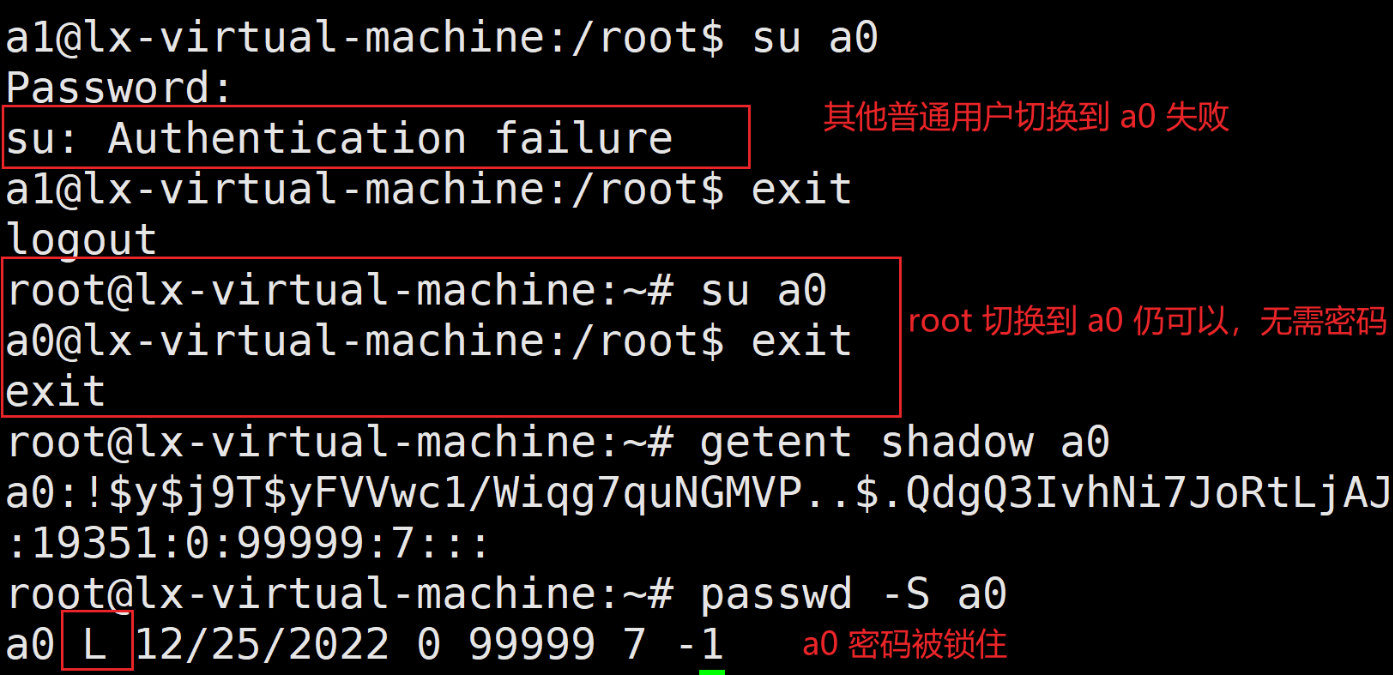 a1@lx-virtual-machine:/root$ su a0
Password:
su: Authentication failure
其他普通用户切换到 a0 失败
a1@lx-virtual-machine:/root$ exit
logout
root@lx-virtual-machine:~# su a0
a0@lx-virtual-machine:/root$ exit
root 切换到 a0 仍可以，无需密码
exit
root@lx-virtual-machine:~# getent shadow a0
a0:!$y$j9T$yFVVwc1/Wiqg7quNGMVP..$.QdgQ3IvhNi7JoRtLjAJ
:19351:0:99999:7:::
root@lx-virtual-machine:~# passwd -S a0
a0 L 12/25/2022 0 99999 7 -1
a0 密码被锁住